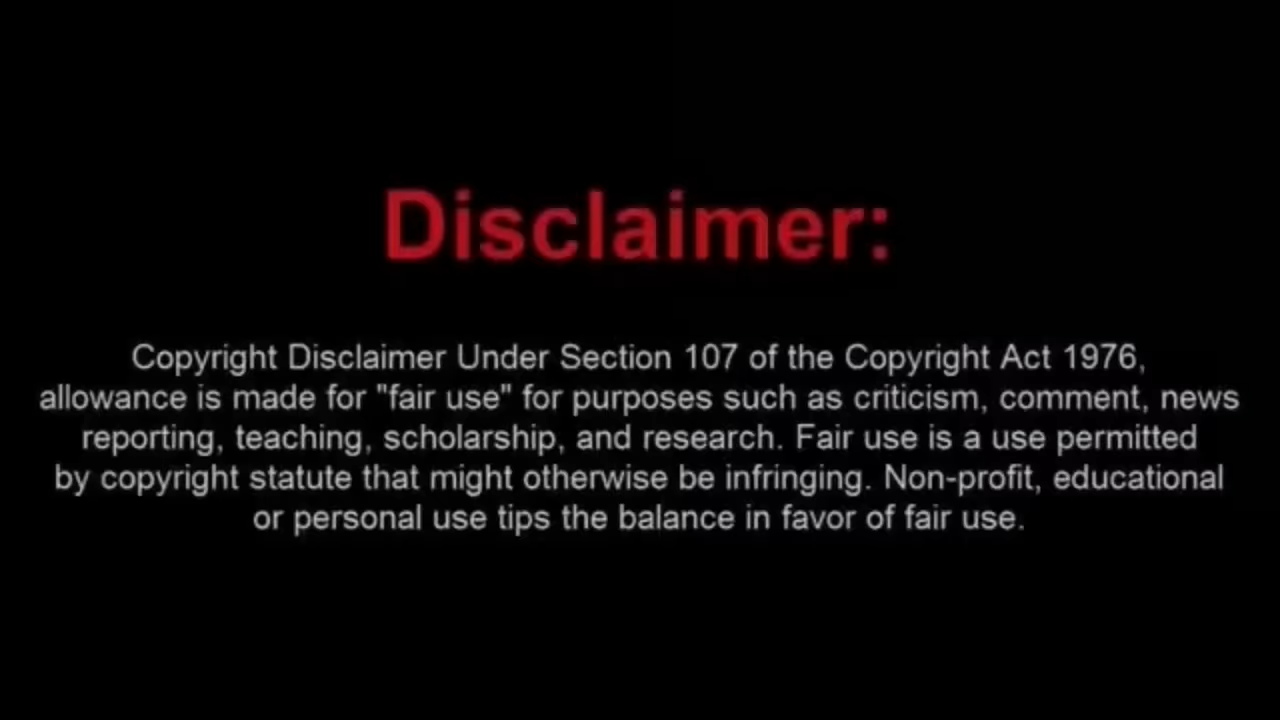 Disclaimer:
Copyright Disclaimer Under Section 107 of the Copyright Act 1976,
allowance is made for "fair use" for purposes such as criticism, comment, news
reporting, teaching, scholarship, and research. Fair use is a use permitted
by copyright statute that might otherwise be infringing. Non-profit, educational
or personal use tips the balance in favor of fair use.